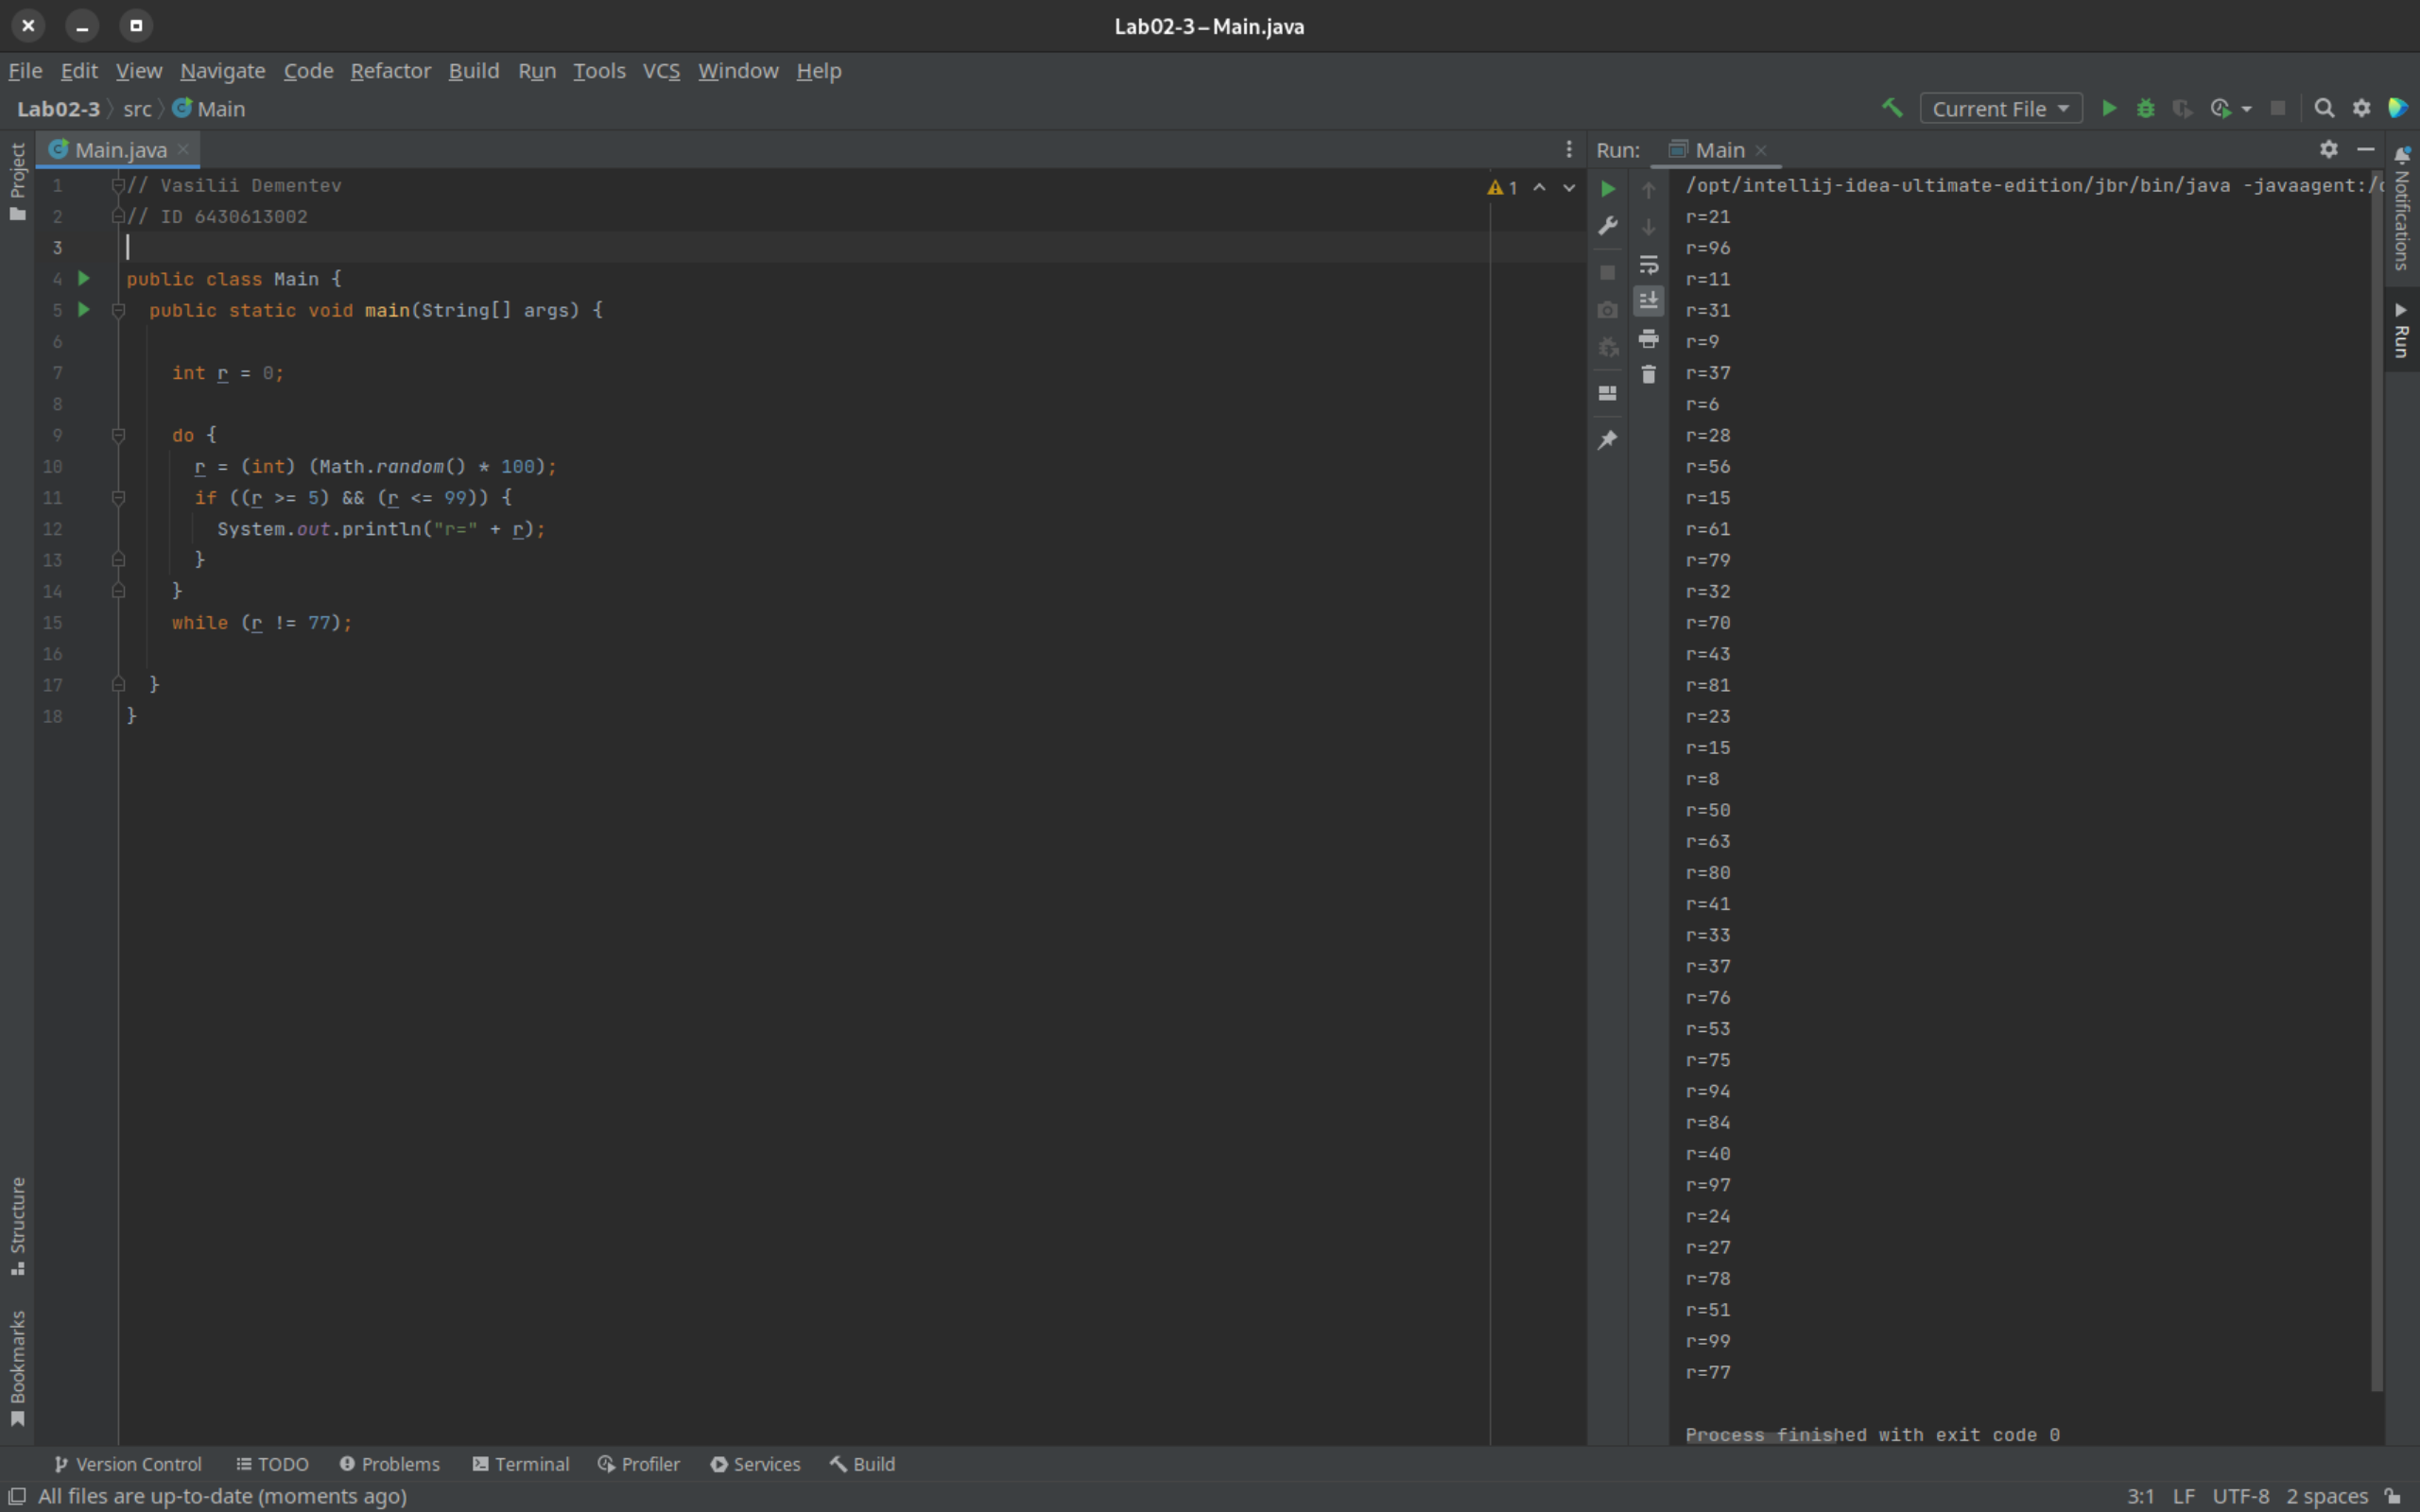 Lab02-3 – Main.java
File Edit View Navigate Code Refactor Build Run Tools VCS Window Help
Lab02-3 src Main
Current File
Main.java
Run: Main
Project
Structure
Bookmarks
1 // Vasilii Dementev
2 // ID 6430613002
3
4 public class Main {
5 public static void main(String[] args) {
6
7 int r = 0;
8
9 do {
10 r = (int) (Math.random() * 100);
11 if ((r >= 5) && (r <= 99)) {
12 System.out.println("r=" + r);
13 }
14 }
15 while (r != 77);
16
17 }
18 }
1
/opt/intellij-idea-ultimate-edition/jbr/bin/java -javaagent:/
r=21
r=96
r=11
r=31
r=9
r=37
r=6
r=28
r=56
r=15
r=61
r=79
r=32
r=70
r=43
r=81
r=23
r=15
r=8
r=50
r=63
r=80
r=41
r=33
r=37
r=76
r=53
r=75
r=94
r=84
r=40
r=97
r=24
r=27
r=78
r=51
r=99
r=77
Process finished with exit code 0
Notifications
Run
Version Control TODO Problems Terminal Profiler Services Build
All files are up-to-date (moments ago)
3:1 LF UTF-8 2 spaces